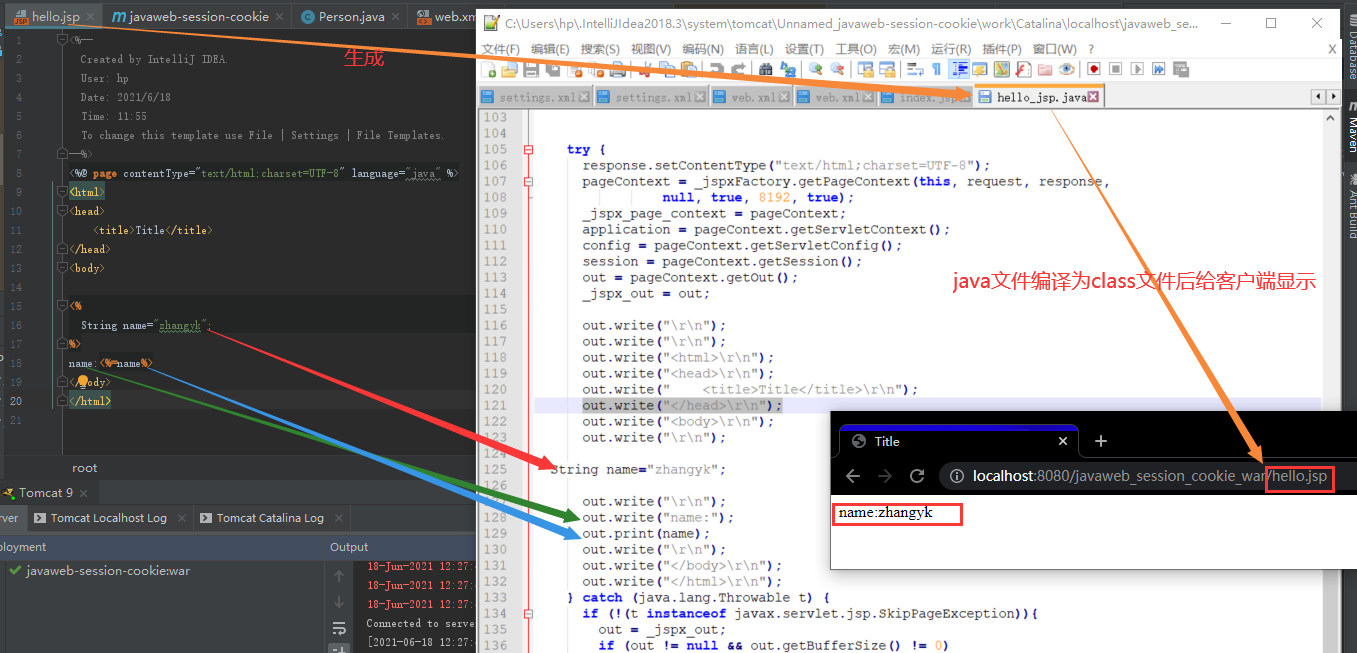 hello.jsp
javaweb-session-cookie
Person.java
web.xm
1 <%--
2 Created by IntelliJ IDEA.
3 User: hp
4 Date: 2021/6/18
5 Time: 11:55
6 To change this template use File | Settings | File Templates.
7 --%>
8 <%@ page contentType="text/html;charset=UTF-8" language="java" %>
9 <html>
10 <head>
11 <title>Title</title>
12 </head>
13 <body>
14
15 <%
16 String name="zhangyk";
17 %>
18 name:<%=name%>
19 </body>
20 </html>
21
root
Tomcat 9
rver
Tomcat Localhost Log
Tomcat Catalina Log
ployment
Output
javaweb-session-cookie:war
18-Jun-2021 12:27:
18-Jun-2021 12:27:
18-Jun-2021 12:27:
Connected to serve
[2021-06-18 12:27:
生成
C:\Users\hp\.IntelliJIdea2018.3\system\tomcat\Unnamed_javaweb-session-cookie\work\Catalina\localhost\javaweb_se...
文件(F) 编辑(E) 搜索(S) 视图(V) 编码(N) 语言(L) 设置(T) 工具(O) 宏(M) 运行(R) 插件(P) 窗口(W) ? X
settings.xml
settings.xml
web.xml
web.xml
index.jsp
hello_jsp.java
103
104
105 try {
106 response.setContentType("text/html;charset=UTF-8");
107 pageContext = _jspxFactory.getPageContext(this, request, response,
108 null, true, 8192, true);
109 _jspx_page_context = pageContext;
110 application = pageContext.getServletContext();
111 config = pageContext.getServletConfig();
112 session = pageContext.getSession();
113 out = pageContext.getOut();
114 _jspx_out = out;
115
116 out.write("\r\n");
117 out.write("\r\n");
118 out.write("<html>\r\n");
119 out.write("<head>\r\n");
120 out.write("    <title>Title</title>\r\n");
121 out.write("</head>\r\n");
122 out.write("<body>\r\n");
123 out.write("\r\n");
124
125 String name="zhangyk";
126
127 out.write("\r\n");
128 out.write("name:");
129 out.print(name);
130 out.write("\r\n");
131 out.write("</body>\r\n");
132 out.write("</html>\r\n");
133 } catch (java.lang.Throwable t) {
134 if (!(t instanceof javax.servlet.jsp.SkipPageException)){
135 out = _jspx_out;
136 if (out != null && out.getBufferSize() != 0)
java文件编译为class文件后给客户端显示
Title
localhost:8080/javaweb_session_cookie_war/hello.jsp
name:zhangyk
Database
Maven
Ant Build